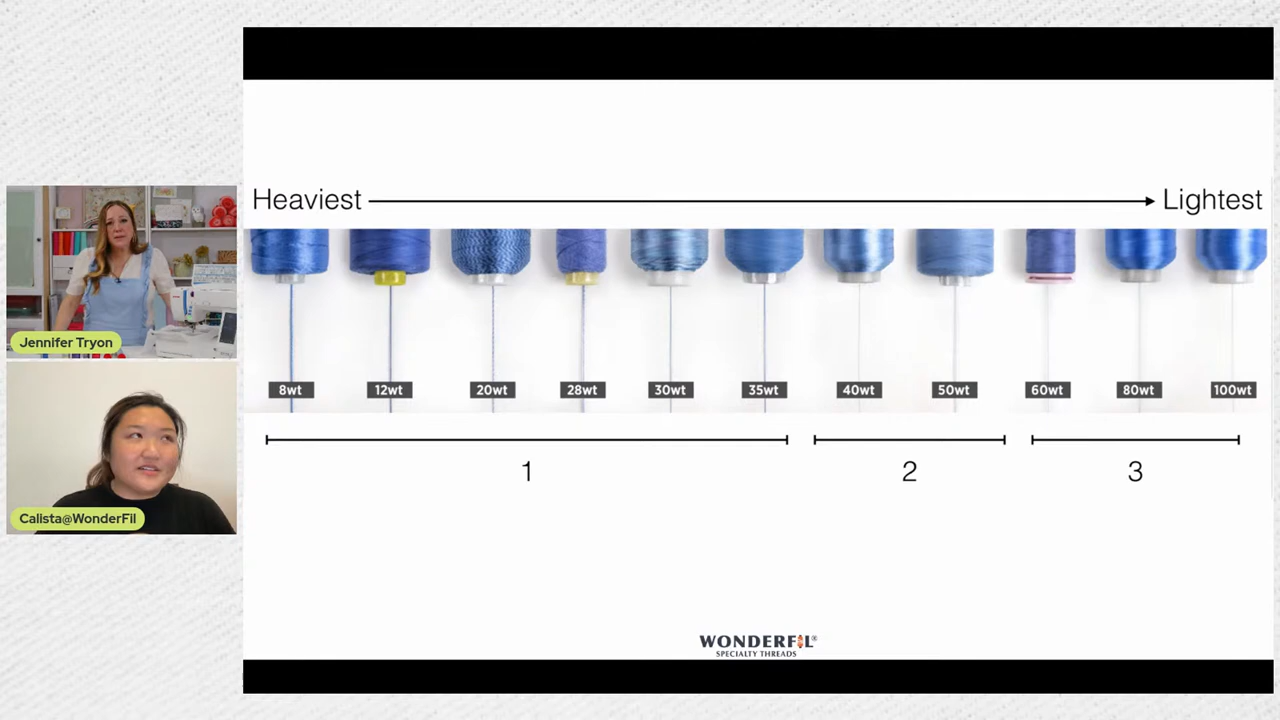 Heaviest Lightest
8wt 12wt 20wt 28wt 30wt 35wt 40wt 50wt 60wt 80wt 100wt
1 2 3
WONDERFIL®
SPECIALTY THREADS
Jennifer Tryon
Calista@WonderFil